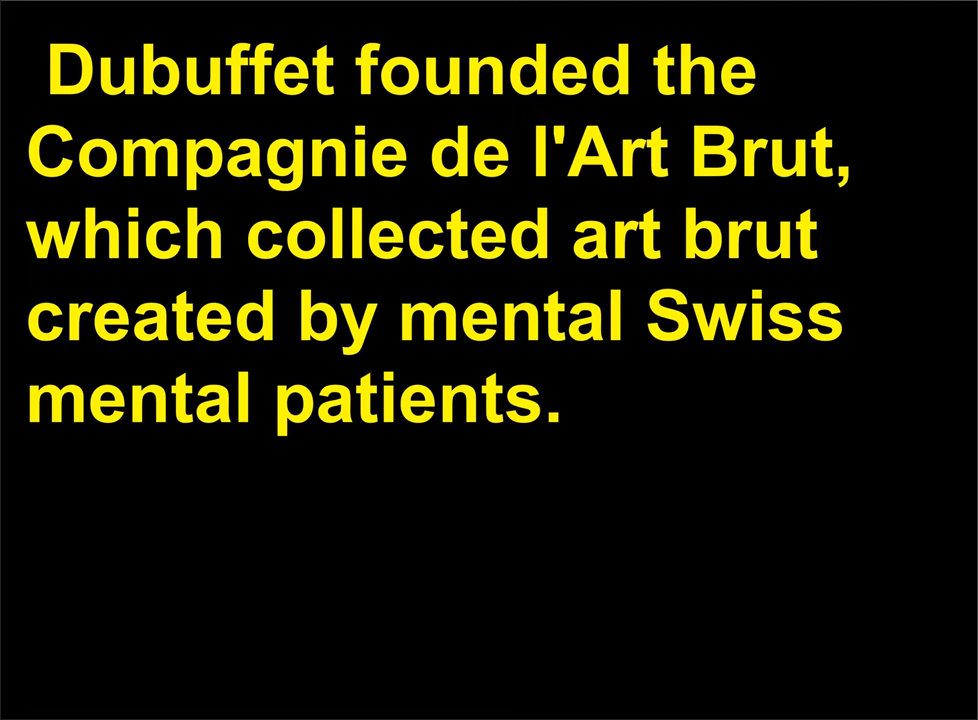 Dubuffet founded the
Compagnie de l'Art Brut,
which collected art brut
created by mental Swiss
mental patients.